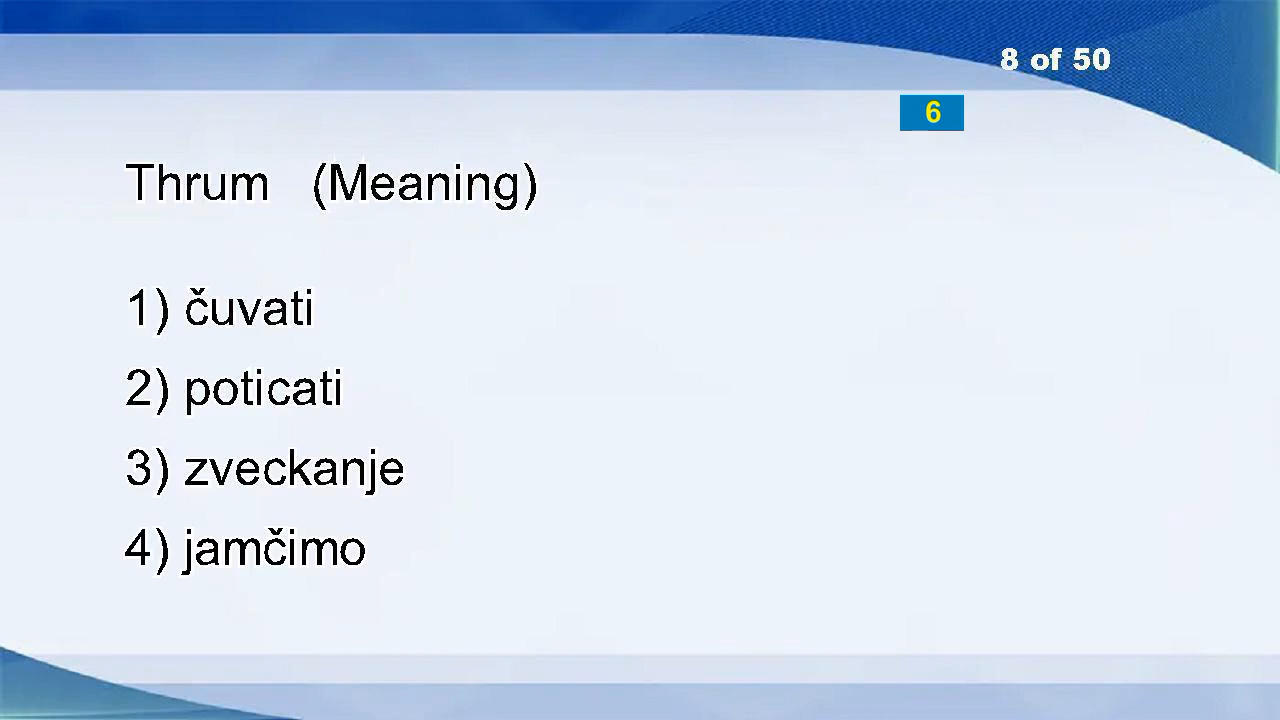 8 of 50
6
Thrum (Meaning)
1) čuvati
2) poticati
3) zveckanje
4) jamčimo